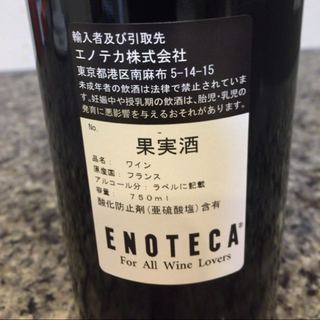 輸入者及び引取先
エノテカ株式会社
東京都港区南麻布 5-14-15
未成年者の飲酒は法律で禁止されていま
す。妊娠中や授乳期の飲酒は、胎児・乳児の
発育に悪影響を与えるおそれがあります。
No.
果実酒
品名: ワイン
原産国: フランス
アルコール分: ラベルに記載
容量: 750ml
酸化防止剤(亜硫酸塩)含有
ENOTECA®
For All Wine Lovers